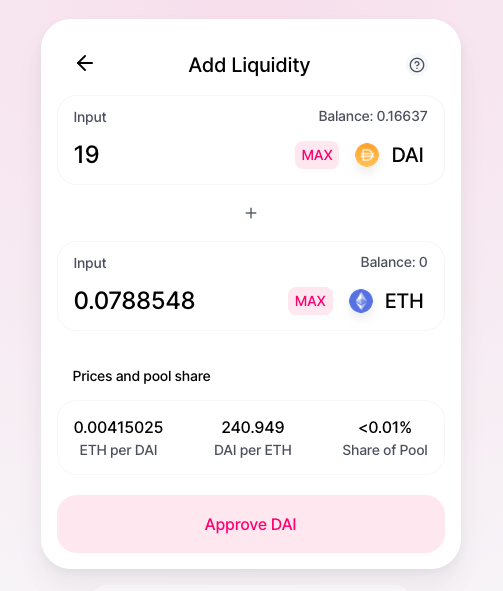 Add Liquidity
Input Balance: 0.16637
19 MAX DAI
+
Input Balance: 0
0.0788548 MAX ETH
Prices and pool share
0.00415025 240.949 <0.01%
ETH per DAI DAI per ETH Share of Pool
Approve DAI